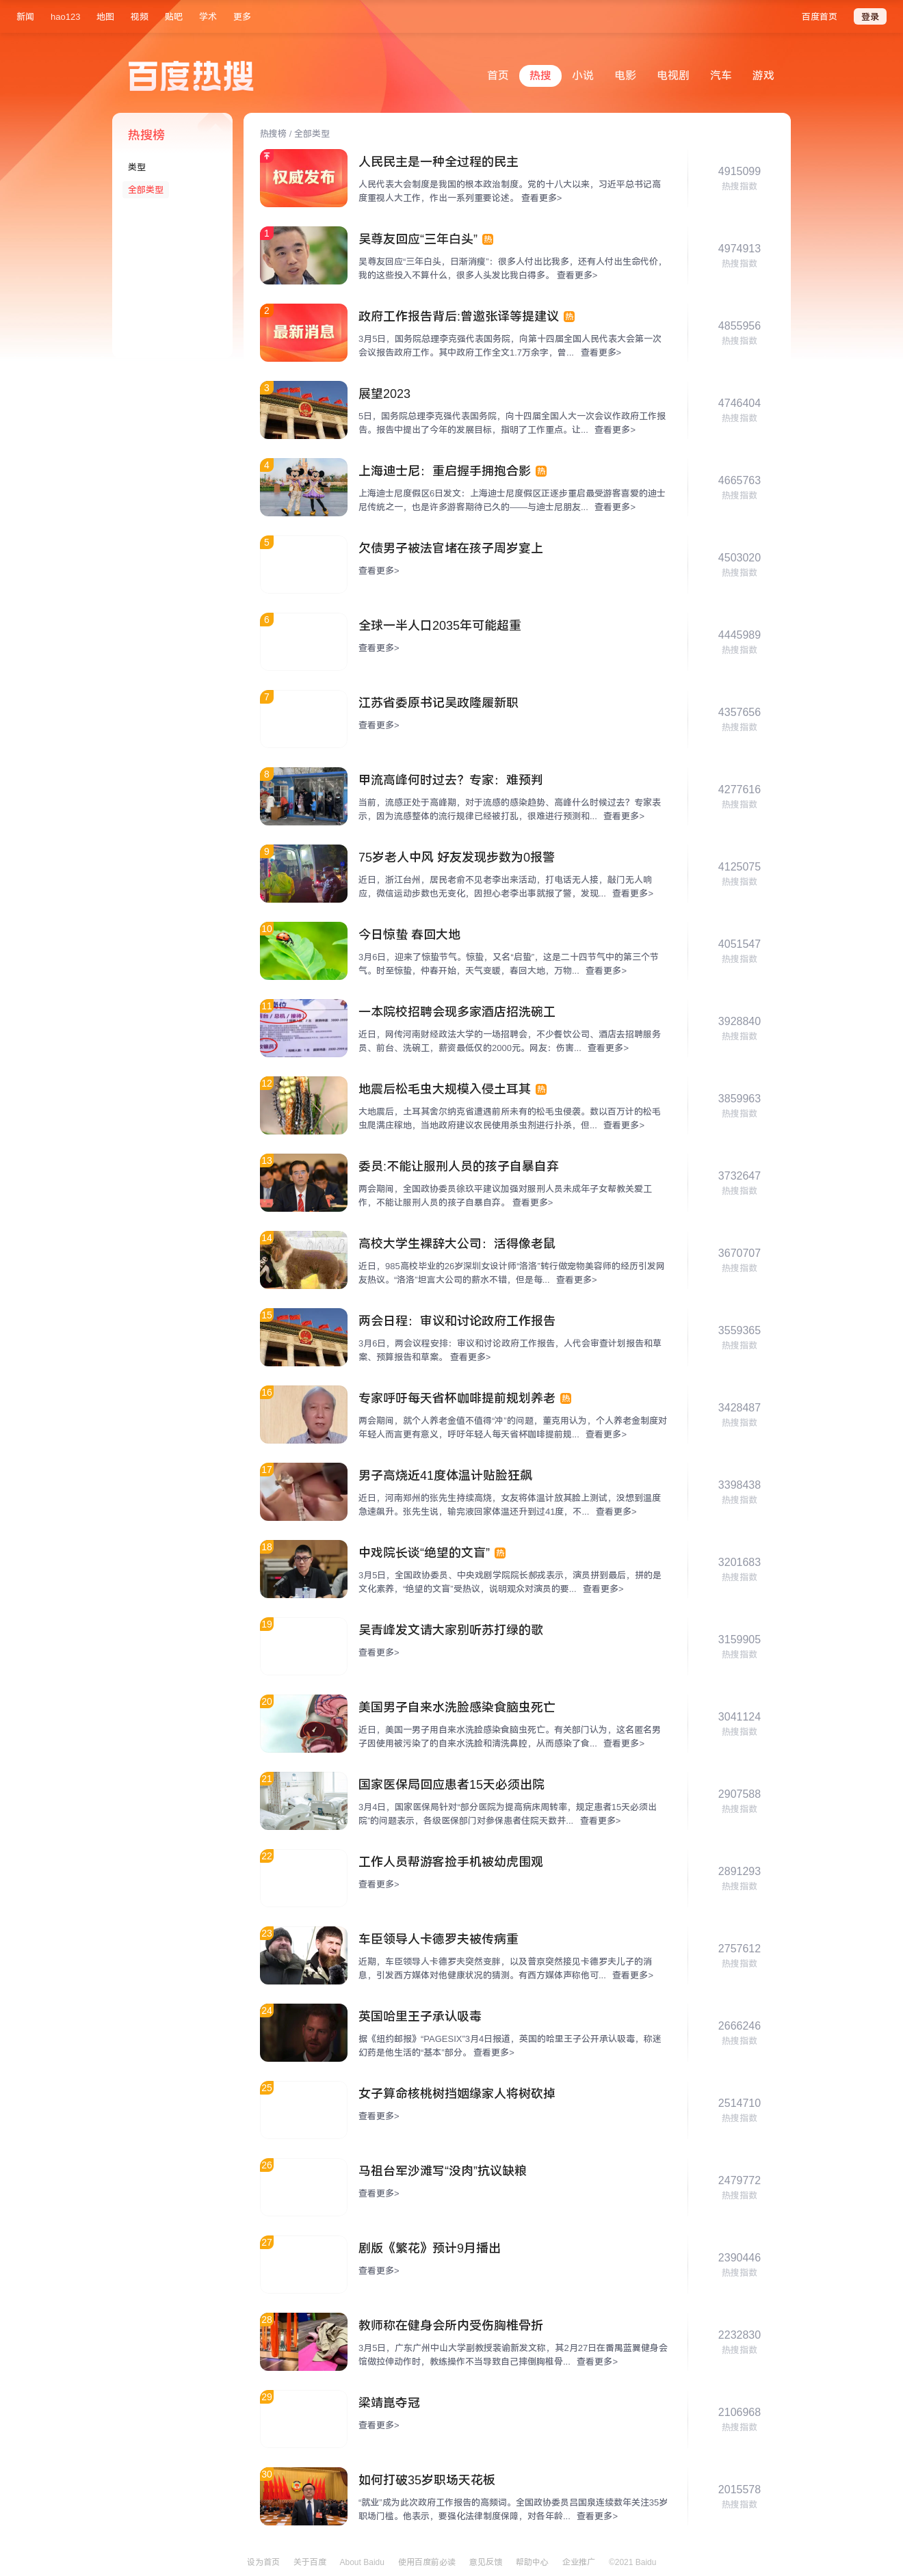 新闻 hao123 地图 视频 贴吧 学术 更多 百度首页 登录
百度热搜
首页 热搜 小说 电影 电视剧 汽车 游戏
热搜榜
类型
全部类型
热搜榜 / 全部类型
权威发布
人民民主是一种全过程的民主
人民代表大会制度是我国的根本政治制度。党的十八大以来，习近平总书记高
度重视人大工作，作出一系列重要论述。 查看更多>
4915099
热搜指数
1
吴尊友回应“三年白头” 热
吴尊友回应“三年白头，日渐消瘦”：很多人付出比我多，还有人付出生命代价，
我的这些投入不算什么，很多人头发比我白得多。 查看更多>
4974913
热搜指数
2
最新消息
政府工作报告背后:曾邀张译等提建议 热
3月5日，国务院总理李克强代表国务院，向第十四届全国人民代表大会第一次
会议报告政府工作。其中政府工作全文1.7万余字，曾... 查看更多>
4855956
热搜指数
3
展望2023
5日，国务院总理李克强代表国务院，向十四届全国人大一次会议作政府工作报
告。报告中提出了今年的发展目标，指明了工作重点。让... 查看更多>
4746404
热搜指数
4
上海迪士尼：重启握手拥抱合影 热
上海迪士尼度假区6日发文：上海迪士尼度假区正逐步重启最受游客喜爱的迪士
尼传统之一，也是许多游客期待已久的——与迪士尼朋友... 查看更多>
4665763
热搜指数
5
欠债男子被法官堵在孩子周岁宴上
查看更多>
4503020
热搜指数
6
全球一半人口2035年可能超重
查看更多>
4445989
热搜指数
7
江苏省委原书记吴政隆履新职
查看更多>
4357656
热搜指数
8
甲流高峰何时过去？专家：难预判
当前，流感正处于高峰期，对于流感的感染趋势、高峰什么时候过去？专家表
示，因为流感整体的流行规律已经被打乱，很难进行预测和... 查看更多>
4277616
热搜指数
9
75岁老人中风 好友发现步数为0报警
近日，浙江台州，居民老俞不见老李出来活动，打电话无人接，敲门无人响
应，微信运动步数也无变化，因担心老李出事就报了警，发现... 查看更多>
4125075
热搜指数
10
今日惊蛰 春回大地
3月6日，迎来了惊蛰节气。惊蛰，又名“启蛰”，这是二十四节气中的第三个节
气。时至惊蛰，仲春开始，天气变暖，春回大地，万物... 查看更多>
4051547
热搜指数
11
一本院校招聘会现多家酒店招洗碗工
近日，网传河南财经政法大学的一场招聘会，不少餐饮公司、酒店去招聘服务
员、前台、洗碗工，薪资最低仅的2000元。网友：伤害... 查看更多>
3928840
热搜指数
12
地震后松毛虫大规模入侵土耳其 热
大地震后，土耳其舍尔纳克省遭遇前所未有的松毛虫侵袭。数以百万计的松毛
虫爬满庄稼地，当地政府建议农民使用杀虫剂进行扑杀，但... 查看更多>
3859963
热搜指数
13
委员:不能让服刑人员的孩子自暴自弃
两会期间，全国政协委员徐玖平建议加强对服刑人员未成年子女帮教关爱工
作，不能让服刑人员的孩子自暴自弃。 查看更多>
3732647
热搜指数
14
高校大学生裸辞大公司：活得像老鼠
近日，985高校毕业的26岁深圳女设计师“洛洛”转行做宠物美容师的经历引发网
友热议。“洛洛”坦言大公司的薪水不错，但是每... 查看更多>
3670707
热搜指数
15
两会日程：审议和讨论政府工作报告
3月6日，两会议程安排：审议和讨论政府工作报告，人代会审查计划报告和草
案、预算报告和草案。 查看更多>
3559365
热搜指数
16
专家呼吁每天省杯咖啡提前规划养老 热
两会期间，就个人养老金值不值得“冲”的问题，董克用认为，个人养老金制度对
年轻人而言更有意义，呼吁年轻人每天省杯咖啡提前规... 查看更多>
3428487
热搜指数
17
男子高烧近41度体温计贴脸狂飙
近日，河南郑州的张先生持续高烧，女友将体温计放其脸上测试，没想到温度
急速飙升。张先生说，输完液回家体温还升到过41度，不... 查看更多>
3398438
热搜指数
18
中戏院长谈“绝望的文盲” 热
3月5日，全国政协委员、中央戏剧学院院长郝戎表示，演员拼到最后，拼的是
文化素养，“绝望的文盲”受热议，说明观众对演员的要... 查看更多>
3201683
热搜指数
19
吴青峰发文请大家别听苏打绿的歌
查看更多>
3159905
热搜指数
20
美国男子自来水洗脸感染食脑虫死亡
近日，美国一男子用自来水洗脸感染食脑虫死亡。有关部门认为，这名匿名男
子因使用被污染了的自来水洗脸和清洗鼻腔，从而感染了食... 查看更多>
3041124
热搜指数
21
国家医保局回应患者15天必须出院
3月4日，国家医保局针对“部分医院为提高病床周转率，规定患者15天必须出
院”的问题表示，各级医保部门对参保患者住院天数并... 查看更多>
2907588
热搜指数
22
工作人员帮游客捡手机被幼虎围观
查看更多>
2891293
热搜指数
23
车臣领导人卡德罗夫被传病重
近期，车臣领导人卡德罗夫突然变胖，以及普京突然接见卡德罗夫儿子的消
息，引发西方媒体对他健康状况的猜测。有西方媒体声称他可... 查看更多>
2757612
热搜指数
24
英国哈里王子承认吸毒
据《纽约邮报》“PAGESIX”3月4日报道，英国的哈里王子公开承认吸毒，称迷
幻药是他生活的“基本”部分。 查看更多>
2666246
热搜指数
25
女子算命核桃树挡姻缘家人将树砍掉
查看更多>
2514710
热搜指数
26
马祖台军沙滩写“没肉”抗议缺粮
查看更多>
2479772
热搜指数
27
剧版《繁花》预计9月播出
查看更多>
2390446
热搜指数
28
教师称在健身会所内受伤胸椎骨折
3月5日，广东广州中山大学副教授裴谕新发文称，其2月27日在番禺蓝翼健身会
馆做拉伸动作时，教练操作不当导致自己摔倒胸椎骨... 查看更多>
2232830
热搜指数
29
梁靖崑夺冠
查看更多>
2106968
热搜指数
30
如何打破35岁职场天花板
“就业”成为此次政府工作报告的高频词。全国政协委员吕国泉连续数年关注35岁
职场门槛。他表示，要强化法律制度保障，对各年龄... 查看更多>
2015578
热搜指数
设为首页 关于百度 About Baidu 使用百度前必读 意见反馈 帮助中心 企业推广 ©2021 Baidu